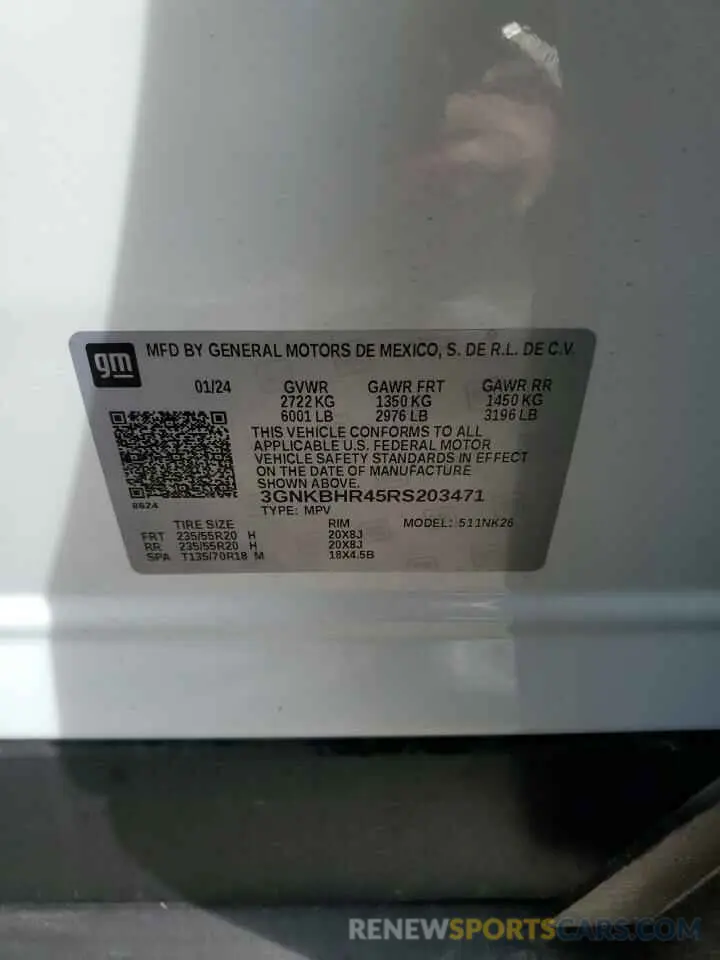 gm MFD BY GENERAL MOTORS DE MEXICO, S. DE R.L. DE C.V.
01/24 GVWR GAWR FRT GAWR RR
2722 KG 1350 KG 1450 KG
6001 LB 2976 LB 3196 LB
THIS VEHICLE CONFORMS TO ALL
APPLICABLE U.S. FEDERAL MOTOR
VEHICLE SAFETY STANDARDS IN EFFECT
ON THE DATE OF MANUFACTURE
SHOWN ABOVE.
3GNKBHR45RS203471
8624 TYPE: MPV
TIRE SIZE RIM MODEL: 511NK26
FRT 235/55R20 H 20X8J
RR 235/55R20 H 20X8J
SPA T135/70R18 M 18X4.5B
RENEWSPORTSCARS.COM